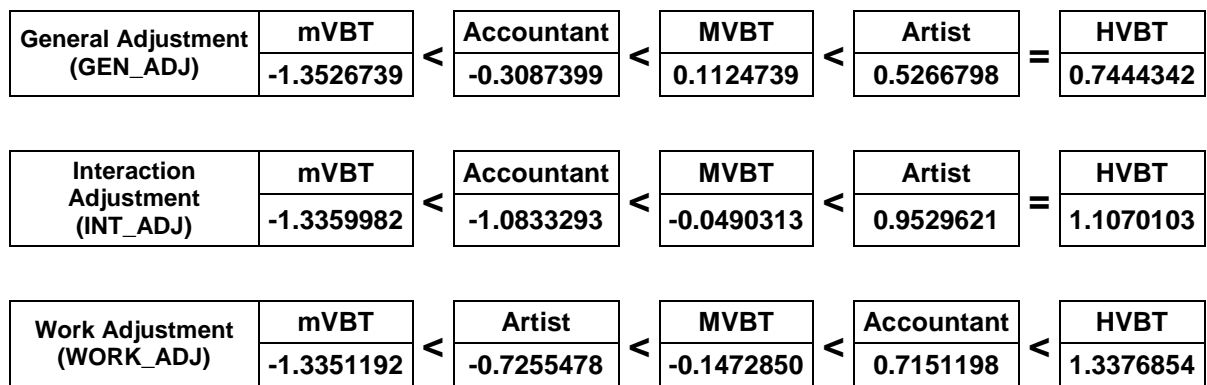 General Adjustment (GEN_ADJ) mVBT < Accountant < MVBT < Artist = HVBT
-1.3526739 -0.3087399 0.1124739 0.5266798 0.7444342
Interaction Adjustment (INT_ADJ) mVBT < Accountant < MVBT < Artist = HVBT
-1.3359982 -1.0833293 -0.0490313 0.9529621 1.1070103
Work Adjustment (WORK_ADJ) mVBT < Artist < MVBT < Accountant < HVBT
-1.3351192 -0.7255478 -0.1472850 0.7151198 1.3376854